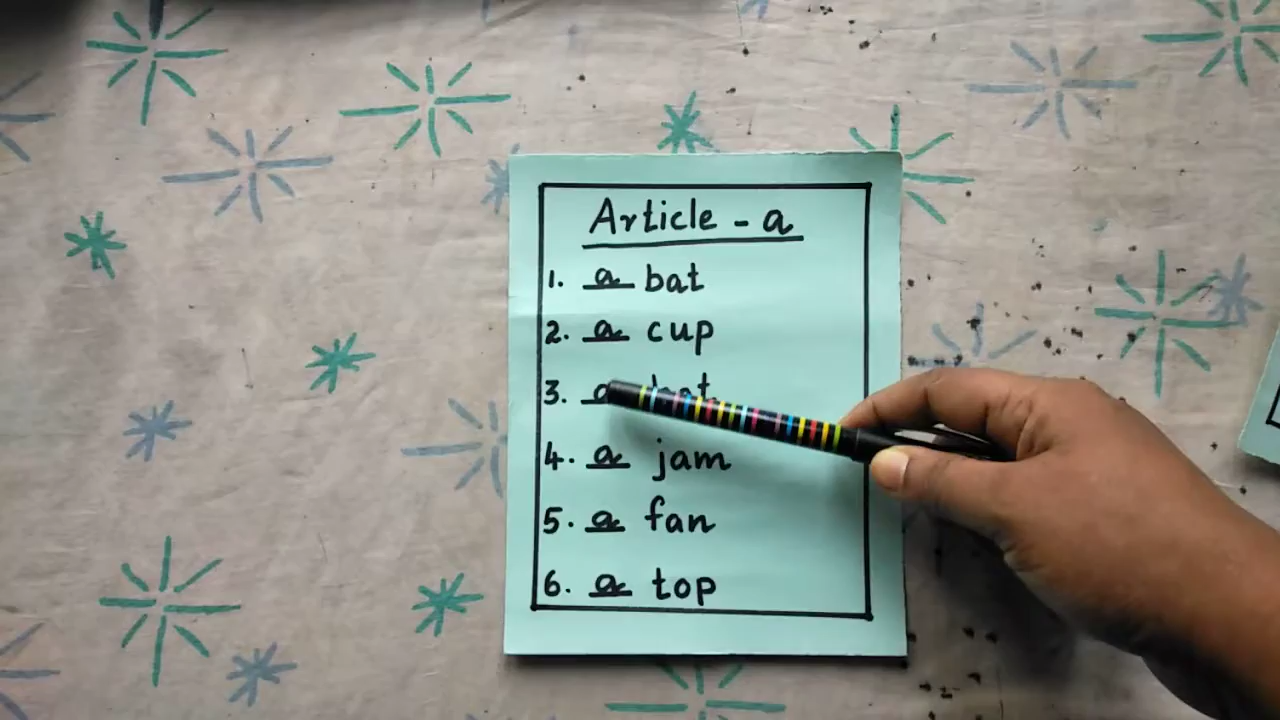 Article - a
1. a bat
2. a cup
3. a
4. a jam
5. a fan
6. a top